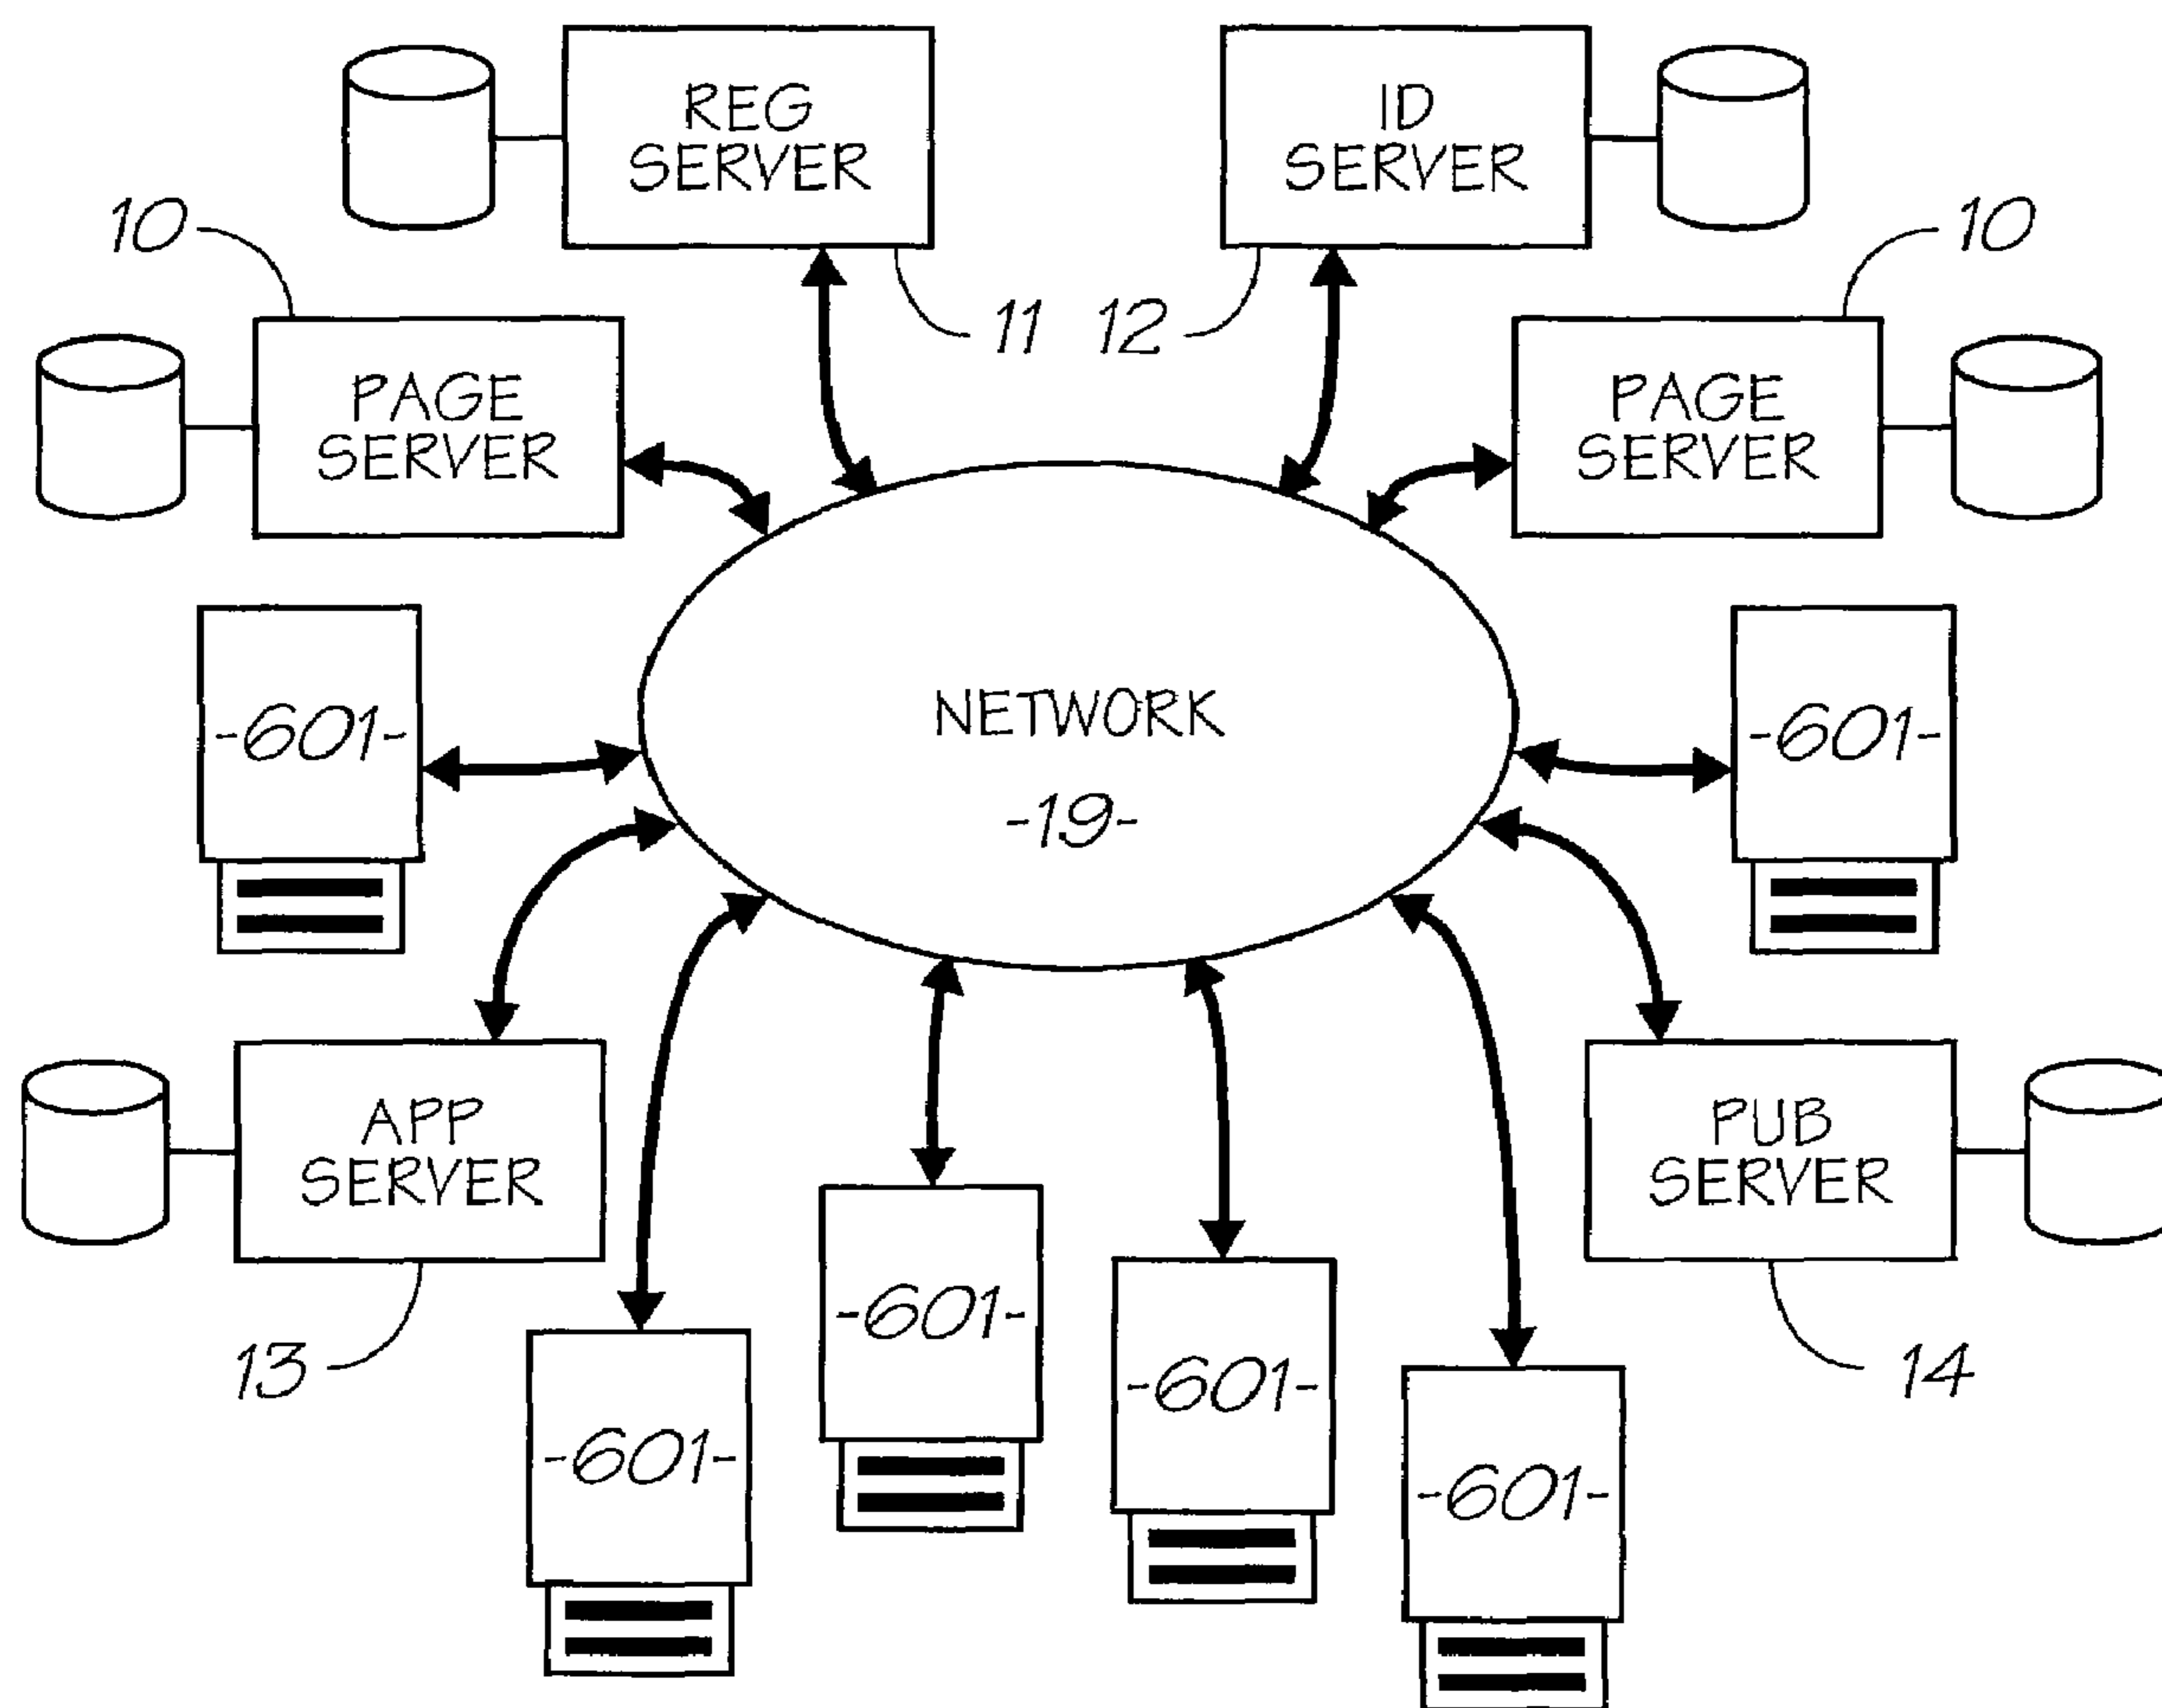 REG
SERVER
ID
SERVER
10
10
11
12
PAGE
SERVER
PAGE
SERVER
-601-
NETWORK
-19-
-601-
APP
SERVER
PUB
SERVER
-601-
-601-
13
14
-601-
-601-